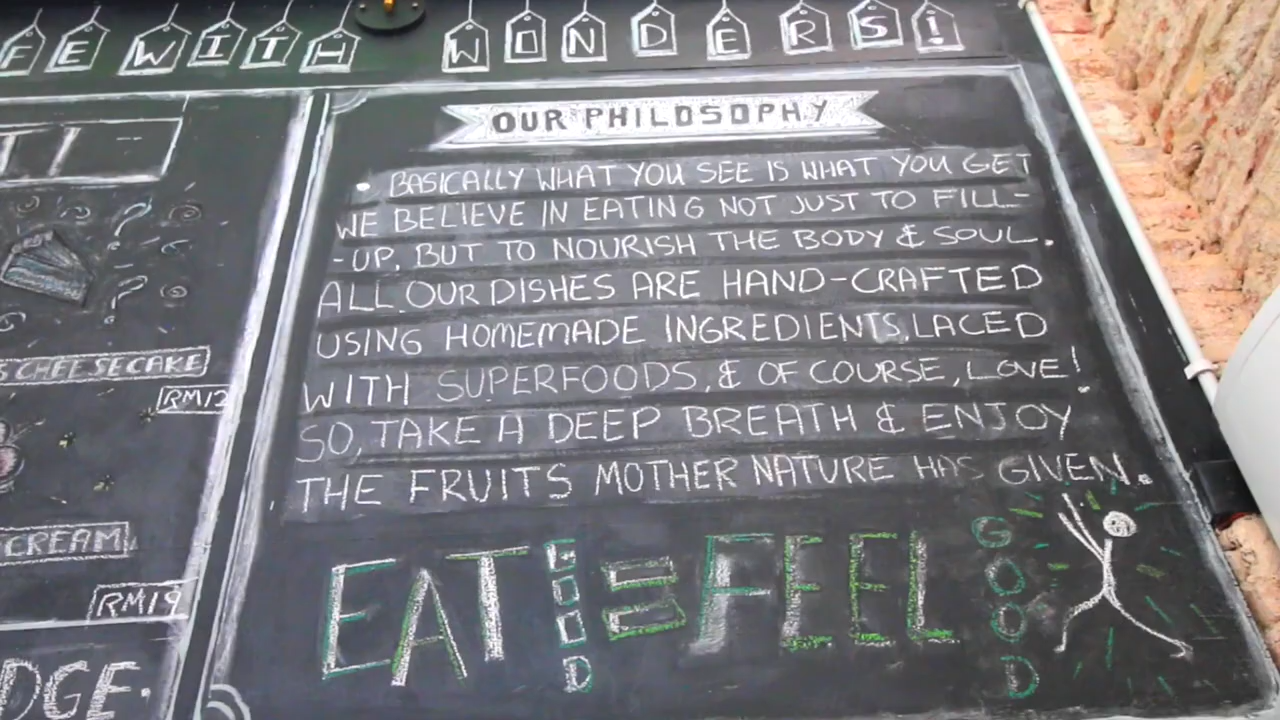 FE WITH WONDERS!
OUR PHILOSOPHY
• BASICALLY WHAT YOU SEE IS WHAT YOU GET
WE BELIEVE IN EATING NOT JUST TO FILL-
-UP, BUT TO NOURISH THE BODY & SOUL.
ALL OUR DISHES ARE HAND-CRAFTED
USING HOMEMADE INGREDIENTS, LACED
WITH SUPERFOODS, & OF COURSE, LOVE!
SO, TAKE A DEEP BREATH & ENJOY
THE FRUITS MOTHER NATURE HAS GIVEN.
EAT GOOD = FEEL GOOD
S CHEESECAKE
RM12
CREAM
RM19
DGE.